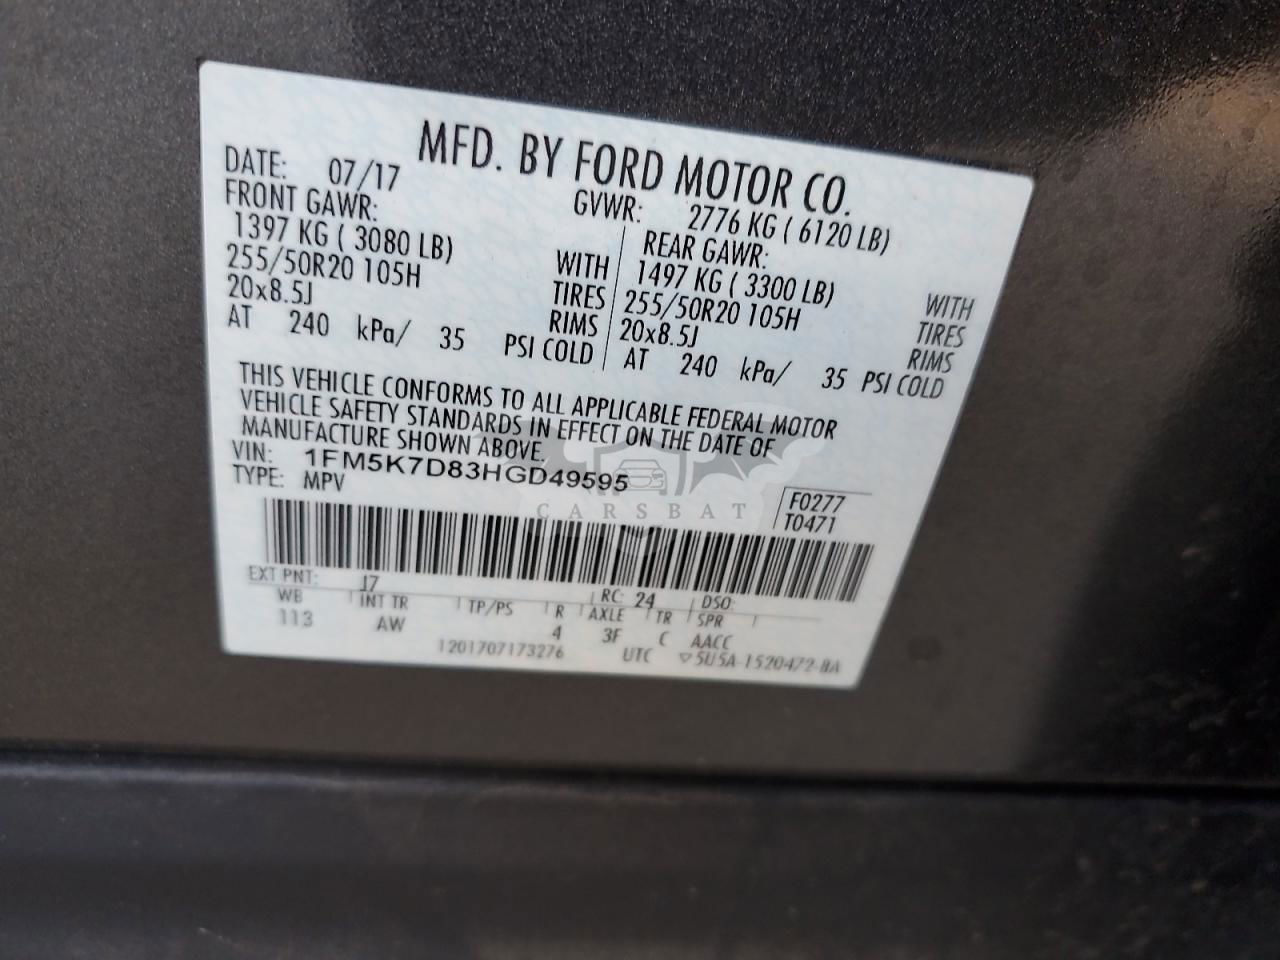 MFD. BY FORD MOTOR CO.
DATE: 07/17
GVWR: 2776 KG ( 6120 LB)
FRONT GAWR:
1397 KG ( 3080 LB) WITH
255/50R20 105H TIRES
20x8.5J RIMS
AT 240 kPa/ 35 PSI COLD
REAR GAWR:
1497 KG ( 3300 LB) WITH
255/50R20 105H TIRES
20x8.5J RIMS
AT 240 kPa/ 35 PSI COLD
THIS VEHICLE CONFORMS TO ALL APPLICABLE FEDERAL MOTOR
VEHICLE SAFETY STANDARDS IN EFFECT ON THE DATE OF
MANUFACTURE SHOWN ABOVE.
VIN: 1FM5K7D83HGD49595
TYPE: MPV
F0277
T0471
CARSBAT
EXT PNT: J7 RC: 24 DSO:
WB INT TR TP/PS R AXLE TR SPR
113 AW 4 3F C AACC
1201707173276 UTC ▽5U5A-1520472-BA